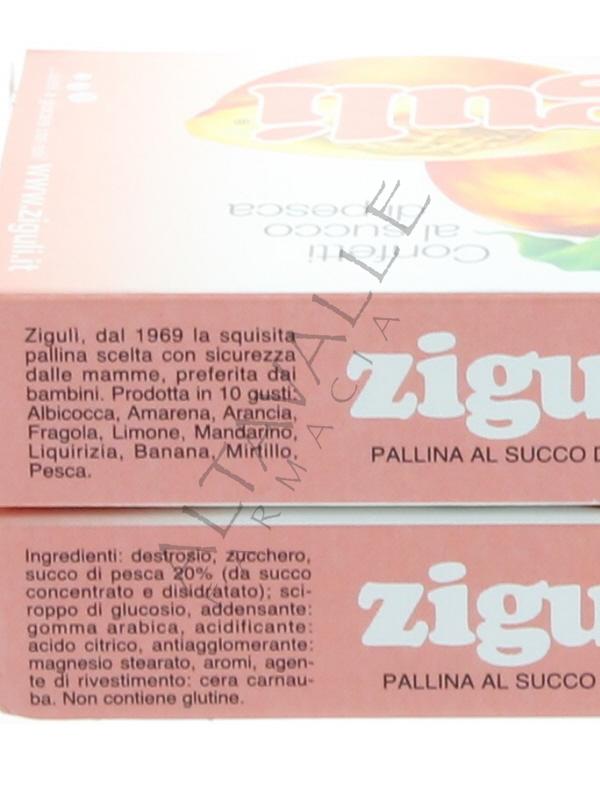 www.ziguli.it
Confetti
al succo
di pesca
Zigulì, dal 1969 la squisita
pallina scelta con sicurezza
dalle mamme, preferita dai
bambini. Prodotta in 10 gusti:
Albicocca, Amarena, Arancia,
Fragola, Limone, Mandarino,
Liquirizia, Banana, Mirtillo,
Pesca.
zigu
PALLINA AL SUCCO D
Ingredienti: destrosio, zucchero,
succo di pesca 20% (da succo
concentrato e disidratato); sci-
roppo di glucosio, addensante:
gomma arabica, acidificante:
acido citrico, antiagglomerante:
magnesio stearato, aromi, agen-
te di rivestimento: cera carnau-
ba. Non contiene glutine.
zigu
PALLINA AL SUCCO
ALTAVALLE
FARMACIA